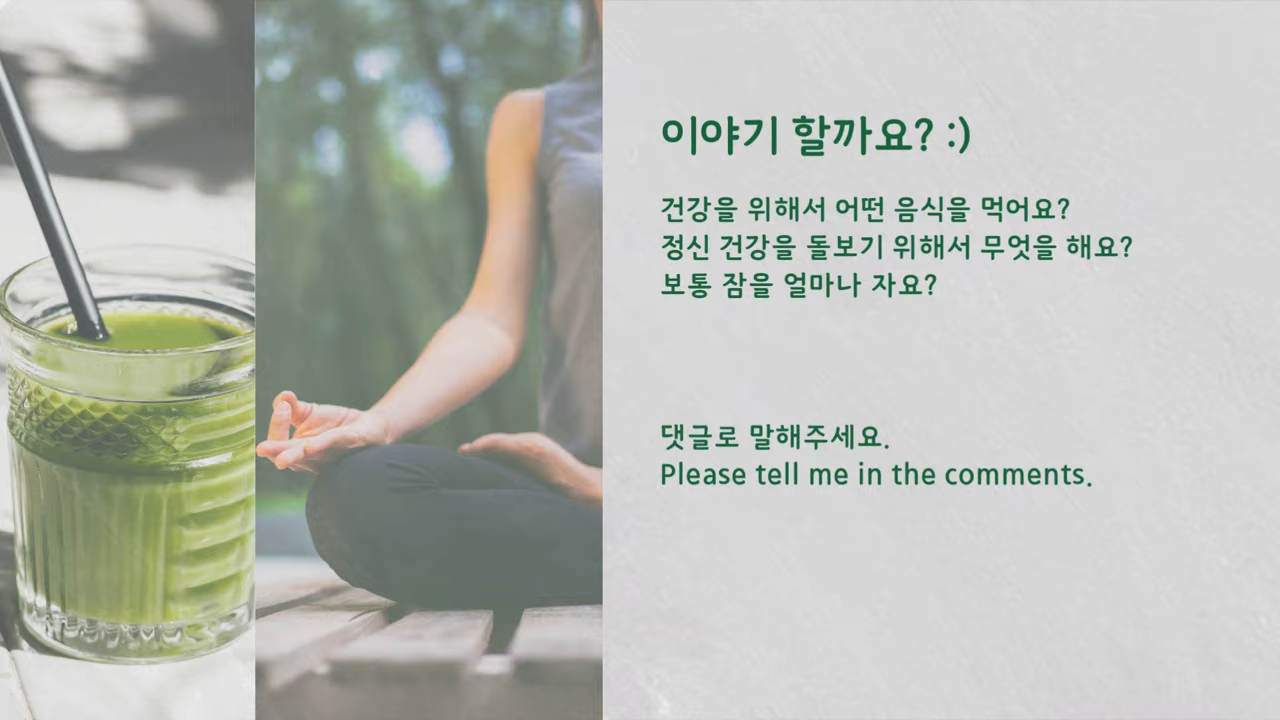 이야기 할까요? :)
건강을 위해서 어떤 음식을 먹어요?
정신 건강을 돌보기 위해서 무엇을 해요?
보통 잠을 얼마나 자요?
댓글로 말해주세요.
Please tell me in the comments.